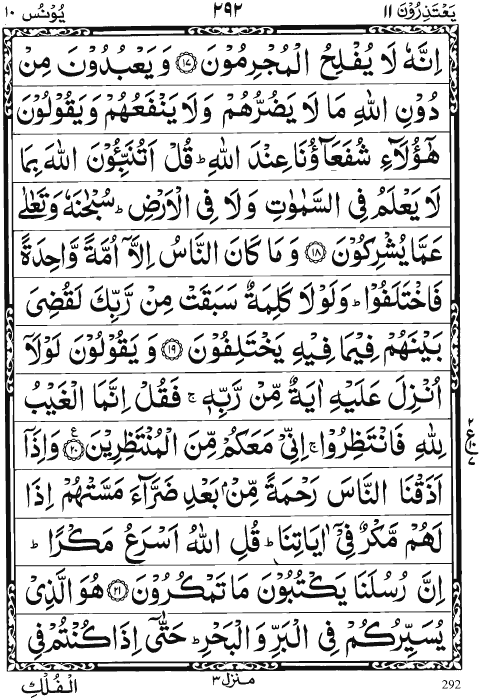 يَعْتَذِرُوْنَ ١١ ٢٩٢ يُوْنُس ١٠
اِنَّهٗ لَا يُفْلِحُ الْمُجْرِمُوْنَ ﴿١٧﴾ وَ يَعْبُدُوْنَ مِنْ
دُوْنِ اللّٰهِ مَا لَا يَضُرُّهُمْ وَلَا يَنْفَعُهُمْ وَيَقُوْلُوْنَ
هٰٓؤُلَآءِ شُفَعَآؤُنَا عِنْدَ اللّٰهِ ؕ قُلْ اَتُنَبِّـُٔوْنَ اللّٰهَ بِمَا
لَا يَعْلَمُ فِى السَّمٰوٰتِ وَلَا فِى الْاَرْضِ ؕ سُبْحٰنَهٗ وَتَعٰلٰى
عَمَّا يُشْرِكُوْنَ ﴿١٨﴾ وَ مَا كَانَ النَّاسُ اِلَّآ اُمَّةً وَّاحِدَةً
فَاخْتَلَفُوْا ؕ وَلَوْلَا كَلِمَةٌ سَبَقَتْ مِنْ رَّبِّكَ لَقُضِىَ
بَيْنَهُمْ فِيْمَا فِيْهِ يَخْتَلِفُوْنَ ﴿١٩﴾ وَ يَقُوْلُوْنَ لَوْلَآ
اُنْزِلَ عَلَيْهِ اٰيَةٌ مِّنْ رَّبِّهٖ ۚ فَقُلْ اِنَّمَا الْغَيْبُ
لِلّٰهِ فَانْتَظِرُوْا ۚ اِنِّىْ مَعَكُمْ مِّنَ الْمُنْتَظِرِيْنَ ﴿٢٠﴾ وَاِذَآ
اَذَقْنَا النَّاسَ رَحْمَةً مِّنْۢ بَعْدِ ضَرَّآءَ مَسَّتْهُمْ اِذَا
لَهُمْ مَّكْرٌ فِىْٓ اٰيَاتِنَا ؕ قُلِ اللّٰهُ اَسْرَعُ مَكْرًا ؕ
اِنَّ رُسُلَنَا يَكْتُبُوْنَ مَا تَمْكُرُوْنَ ﴿٢١﴾ هُوَ الَّذِىْ
يُسَيِّرُكُمْ فِى الْبَرِّ وَالْبَحْرِ ؕ حَتّٰٓى اِذَا كُنْتُمْ فِى
الْفُلْكِ منزل ٣ 292